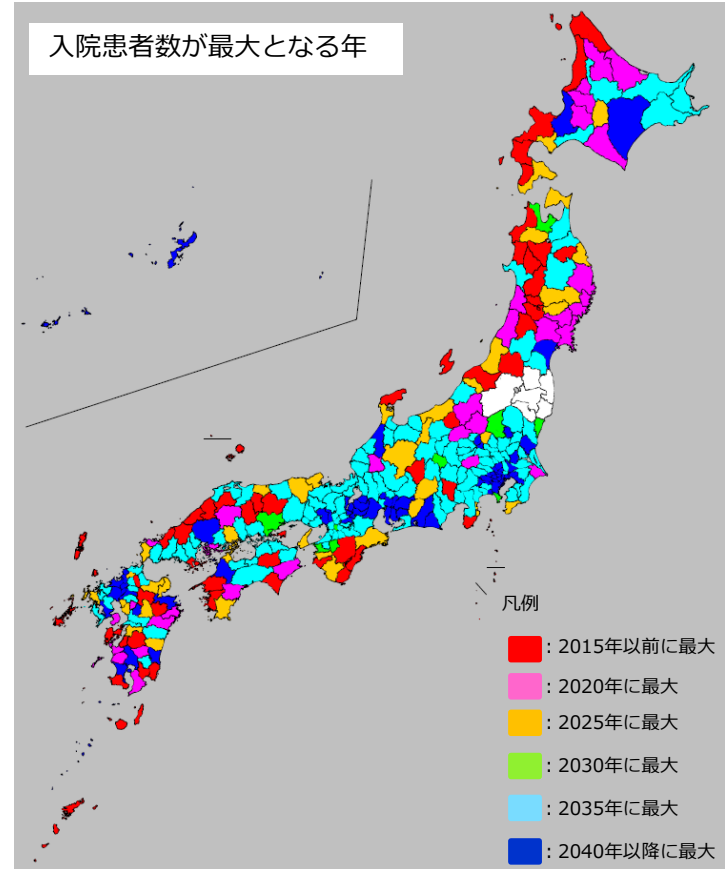 入院患者数が最大となる年
凡例
：2015年以前に最大
：2020年に最大
：2025年に最大
：2030年に最大
：2035年に最大
：2040年以降に最大